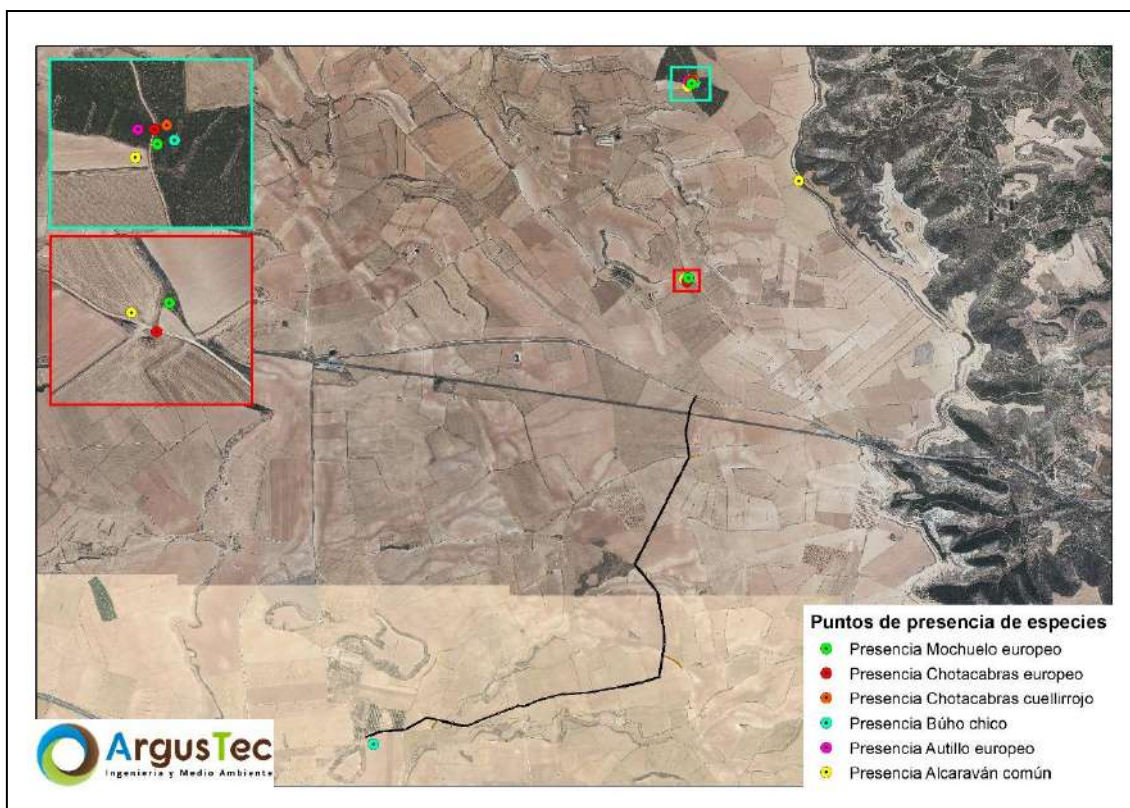 Puntos de presencia de especies
Presencia Mochuelo europeo
Presencia Chotacabras europeo
Presencia Chotacabras cuellirrojo
Presencia Búho chico
Presencia Autillo europeo
Presencia Alcaraván común
ArgusTec
Ingeniería y Medio Ambiente